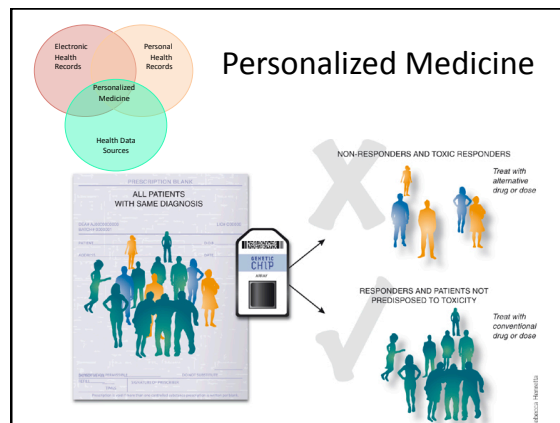 Personalized Medicine
Electronic
Health
Records
Personal
Health
Records
Personalized
Medicine
Health Data
Sources
PRESCRIPTION BLANK
ALL PATIENTS
WITH SAME DIAGNOSIS
GENETIC
CHIP
NON-RESPONDERS AND TOXIC RESPONDERS
Treat with
alternative
drug or dose
RESPONDERS AND PATIENTS NOT
PREDISPOSED TO TOXICITY
Treat with
conventional
drug or dose